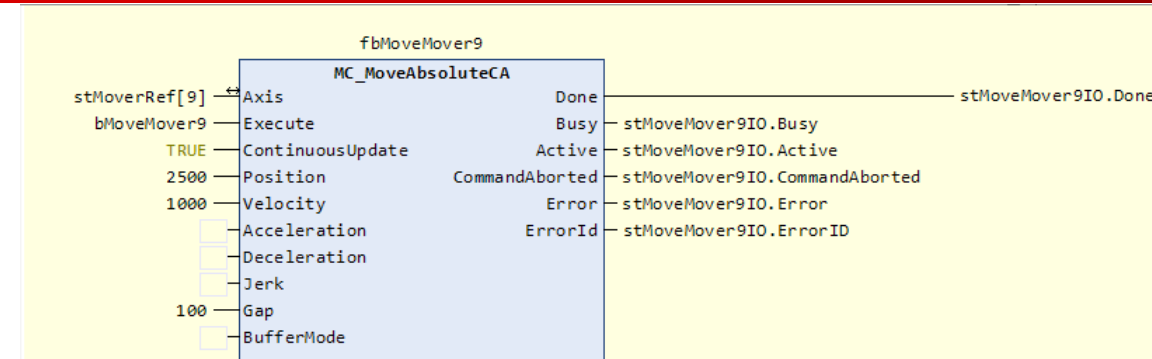 fbMoveMover9
MC_MoveAbsoluteCA
stMoverRef[9] Axis Done stMoveMover9IO.Done
bMoveMover9 Execute Busy stMoveMover9IO.Busy
TRUE ContinuousUpdate Active stMoveMover9IO.Active
2500 Position CommandAborted stMoveMover9IO.CommandAborted
1000 Velocity Error stMoveMover9IO.Error
Acceleration ErrorId stMoveMover9IO.ErrorID
Deceleration
Jerk
100 Gap
BufferMode